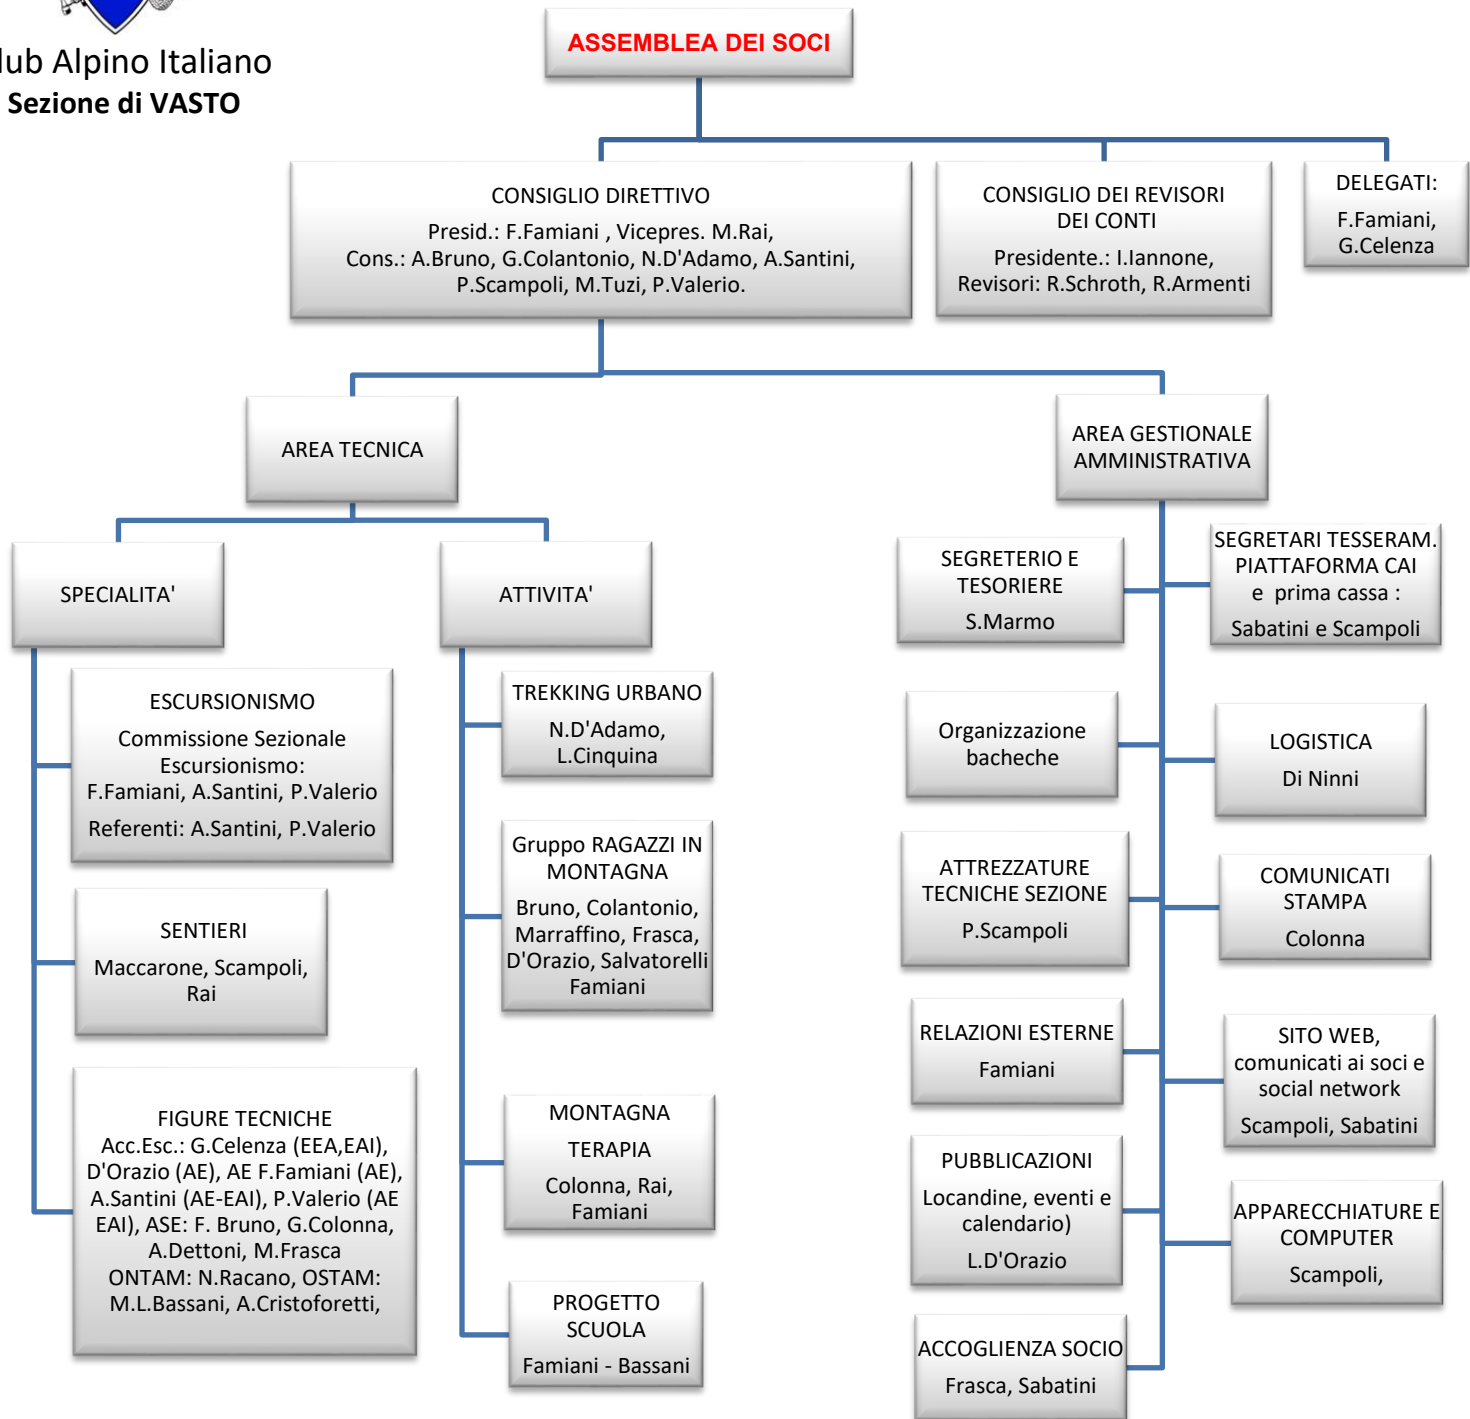 lub Alpino Italiano
Sezione di VASTO
ASSEMBLEA DEI SOCI
CONSIGLIO DIRETTIVO
Presid.: F.Famiani , Vicepres. M.Rai,
Cons.: A.Bruno, G.Colantonio, N.D'Adamo, A.Santini,
P.Scampoli, M.Tuzi, P.Valerio.
CONSIGLIO DEI REVISORI
DEI CONTI
Presidente.: I.Iannone,
Revisori: R.Schroth, R.Armenti
DELEGATI:
F.Famiani,
G.Celenza
AREA TECNICA
AREA GESTIONALE
AMMINISTRATIVA
SPECIALITA'
ATTIVITA'
ESCURSIONISMO
Commissione Sezionale
Escursionismo:
F.Famiani, A.Santini, P.Valerio
Referenti: A.Santini, P.Valerio
SENTIERI
Maccarone, Scampoli,
Rai
FIGURE TECNICHE
Acc.Esc.: G.Celenza (EEA,EAI),
D'Orazio (AE), AE F.Famiani (AE),
A.Santini (AE-EAI), P.Valerio (AE
EAI), ASE: F. Bruno, G.Colonna,
A.Dettoni, M.Frasca
ONTAM: N.Racano, OSTAM:
M.L.Bassani, A.Cristoforetti,
TREKKING URBANO
N.D'Adamo,
L.Cinquina
Gruppo RAGAZZI IN
MONTAGNA
Bruno, Colantonio,
Marraffino, Frasca,
D'Orazio, Salvatorelli
Famiani
MONTAGNA
TERAPIA
Colonna, Rai,
Famiani
PROGETTO
SCUOLA
Famiani - Bassani
SEGRETERIO E
TESORIERE
S.Marmo
SEGRETARI TESSERAM.
PIATTAFORMA CAI
e  prima cassa :
Sabatini e Scampoli
Organizzazione
bacheche
LOGISTICA
Di Ninni
ATTREZZATURE
TECNICHE SEZIONE
P.Scampoli
COMUNICATI
STAMPA
Colonna
RELAZIONI ESTERNE
Famiani
SITO WEB,
comunicati ai soci e
social network
Scampoli, Sabatini
PUBBLICAZIONI
Locandine, eventi e
calendario)
L.D'Orazio
APPARECCHIATURE E
COMPUTER
Scampoli,
ACCOGLIENZA SOCIO
Frasca, Sabatini